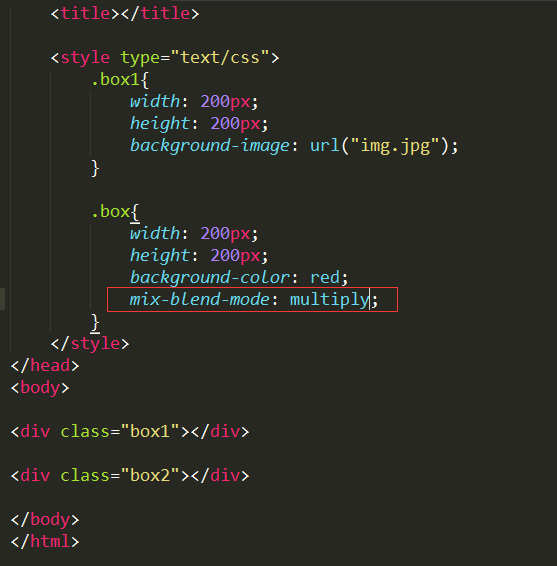 <title></title>
<style type="text/css">
.box1{
width: 200px;
height: 200px;
background-image: url("img.jpg");
}
.box{
width: 200px;
height: 200px;
background-color: red;
mix-blend-mode: multiply;
}
</style>
</head>
<body>
<div class="box1"></div>
<div class="box2"></div>
</body>
</html>